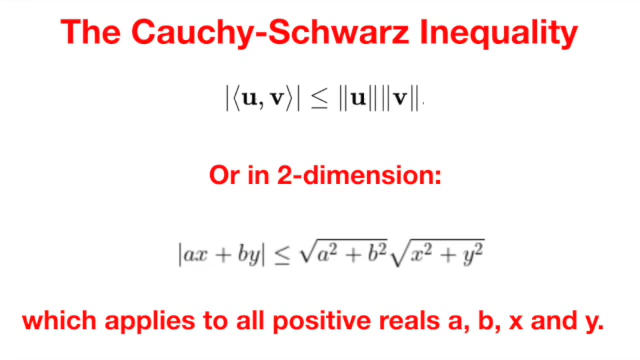 The Cauchy-Schwarz Inequality
|⟨u, v⟩| ≤ ‖u‖‖v‖.
Or in 2-dimension:
|ax + by| ≤ √(a² + b²)√(x² + y²)
which applies to all positive reals a, b, x and y.